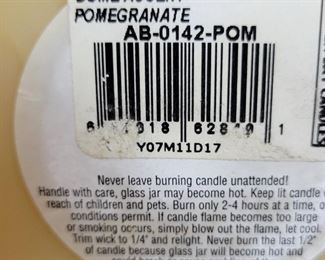 POMEGRANATE
AB-0142-POM
Y07M11D17
Never leave burning candle unattended!
Handle with care, glass jar may become hot. Keep lit candle
reach of children and pets. Burn only 2-4 hours at a time, o
conditions permit. If candle flame becomes too large
or smoking occurs, simply blow out the flame, let cool.
Trim wick to 1/4" and relight. Never burn the last 1/2"
of candle because glass jar will become hot and